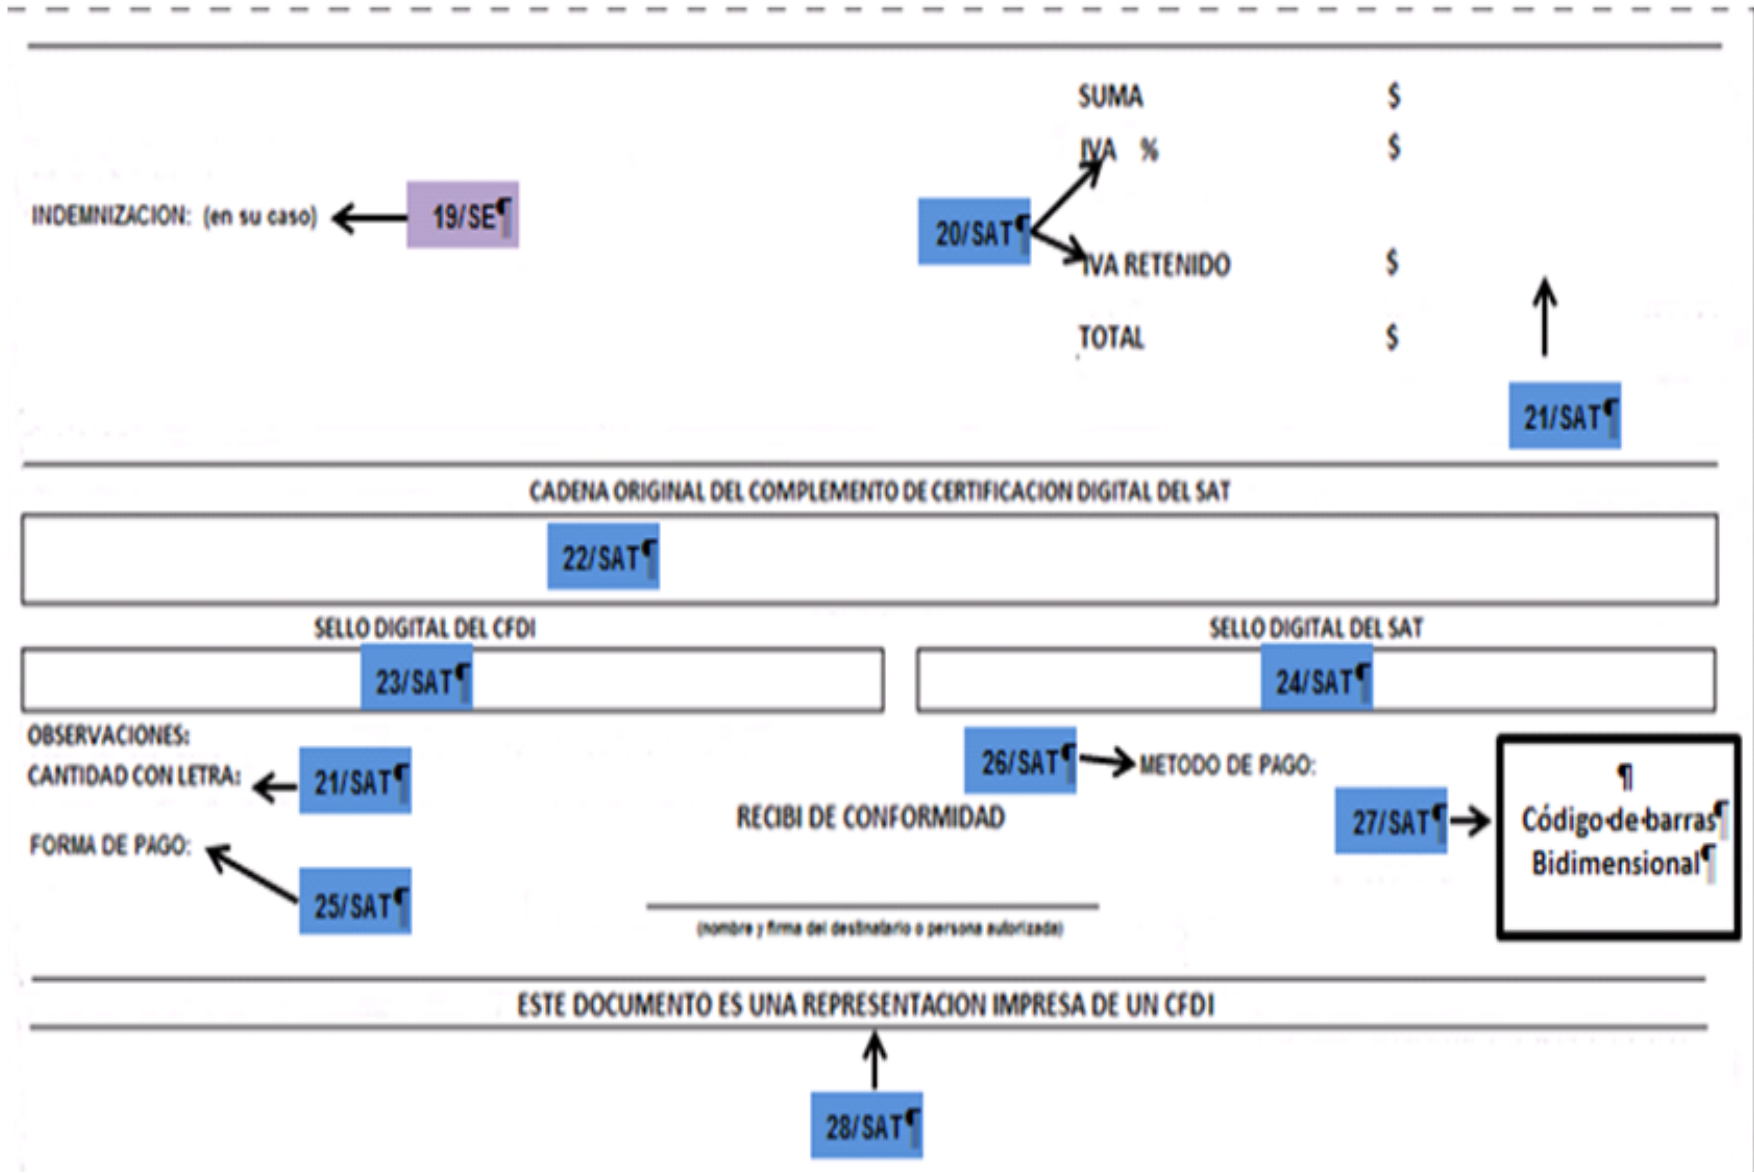 SUMA $
IVA % $
INDEMNIZACION: (en su caso) 19/SE¶
20/SAT¶
IVA RETENIDO $
TOTAL $
21/SAT¶
CADENA ORIGINAL DEL COMPLEMENTO DE CERTIFICACION DIGITAL DEL SAT
22/SAT¶
SELLO DIGITAL DEL CFDI SELLO DIGITAL DEL SAT
23/SAT¶ 24/SAT¶
OBSERVACIONES:
CANTIDAD CON LETRA: 21/SAT¶
26/SAT¶ METODO DE PAGO:
RECIBI DE CONFORMIDAD
27/SAT¶
¶
Código·de·barras¶
Bidimensional¶
FORMA DE PAGO:
25/SAT¶
(nombre y firma del destinatario o persona autorizada)
ESTE DOCUMENTO ES UNA REPRESENTACION IMPRESA DE UN CFDI
28/SAT¶